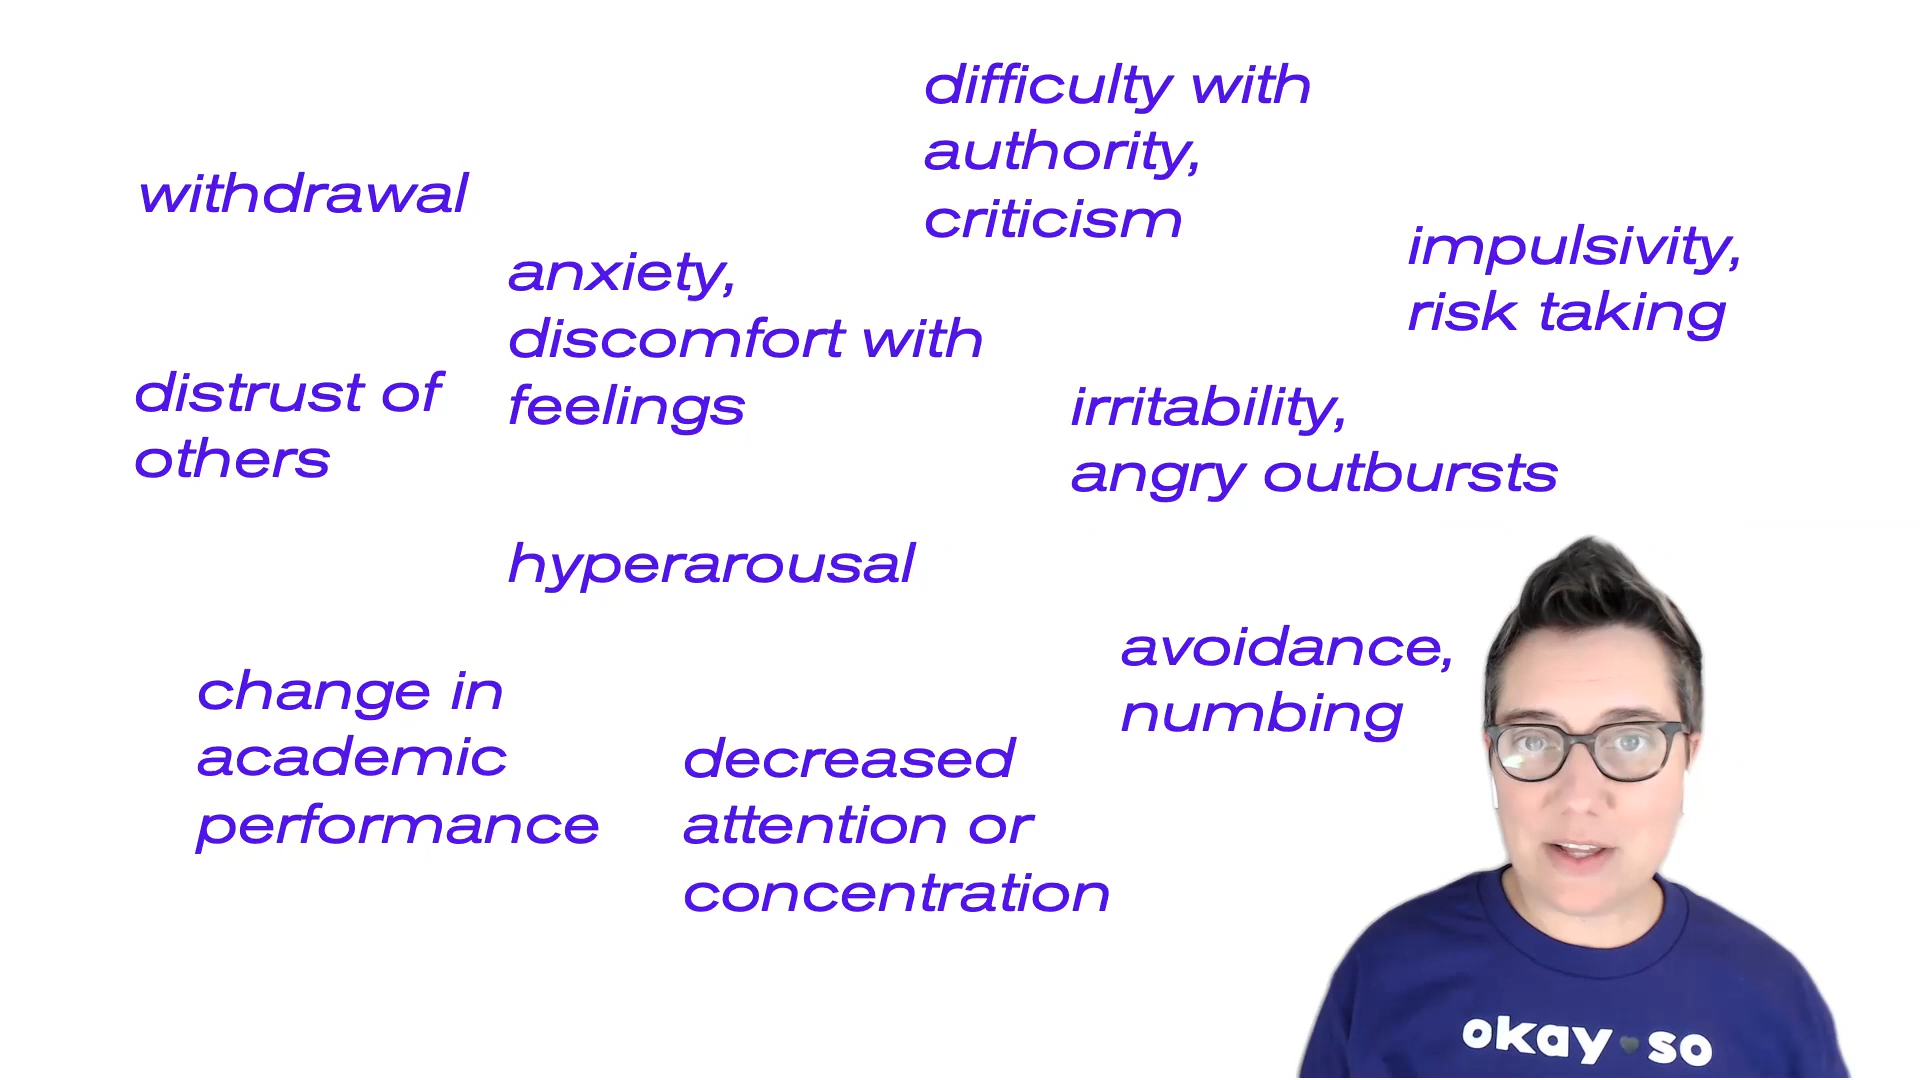 withdrawal
distrust of
others
anxiety,
discomfort with
feelings
difficulty with
authority,
criticism
impulsivity,
risk taking
irritability,
angry outbursts
hyperarousal
avoidance,
numbing
change in
academic
performance
decreased
attention or
concentration
okay so